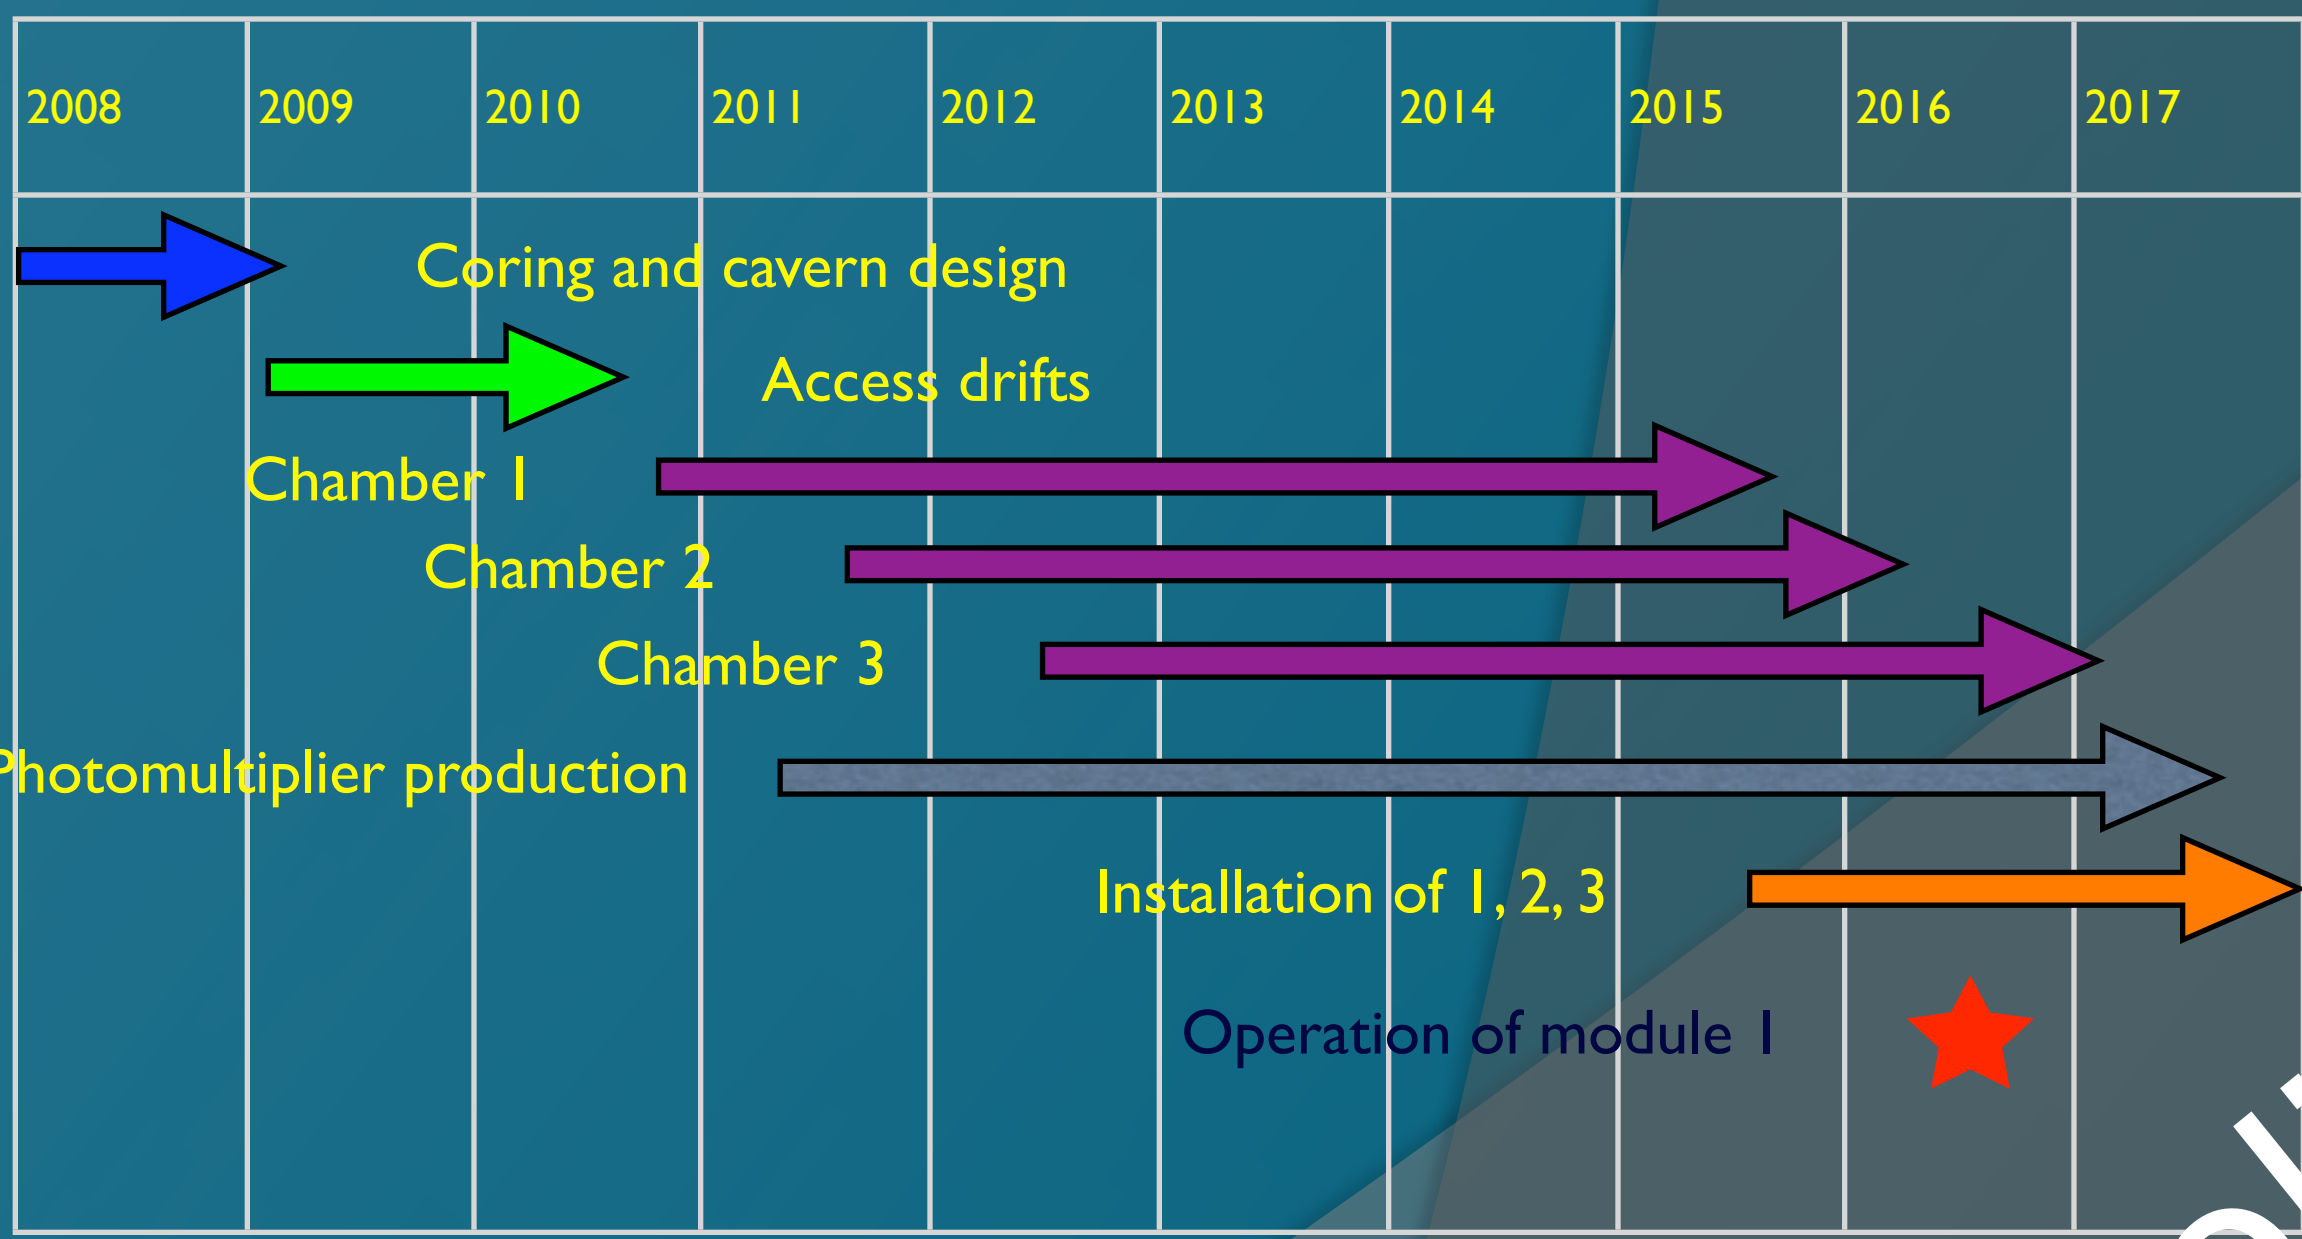 2008 2009 2010 2011 2012 2013 2014 2015 2016 2017
Coring and cavern design
Access drifts
Chamber 1
Chamber 2
Chamber 3
Photomultiplier production
Installation of 1, 2, 3
Operation of module 1